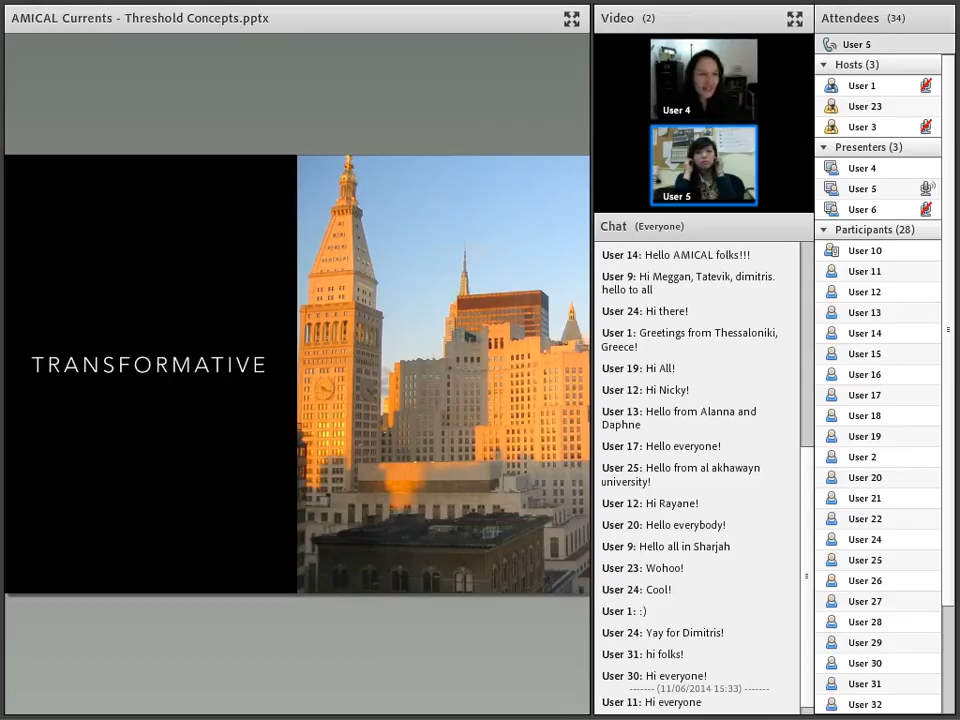 AMICAL Currents - Threshold Concepts.pptx
TRANSFORMATIVE
Video (2)
User 4
User 5
Chat (Everyone)
User 14: Hello AMICAL folks!!!
User 9: Hi Meggan, Tatevik, dimitris.
hello to all
User 24: Hi there!
User 1: Greetings from Thessaloniki,
Greece!
User 19: Hi All!
User 12: Hi Nicky!
User 13: Hello from Alanna and
Daphne
User 17: Hello everyone!
User 25: Hello from al akhawayn
university!
User 12: Hi Rayane!
User 20: Hello everybody!
User 9: Hello all in Sharjah
User 23: Wohoo!
User 24: Cool!
User 1: :)
User 24: Yay for Dimitris!
User 31: hi folks!
User 30: Hi everyone!
------- (11/06/2014 15:33) -------
User 11: Hi everyone
Attendees (34)
User 5
Hosts (3)
User 1
User 23
User 3
Presenters (3)
User 4
User 5
User 6
Participants (28)
User 10
User 11
User 12
User 13
User 14
User 15
User 16
User 17
User 18
User 19
User 2
User 20
User 21
User 22
User 24
User 25
User 26
User 27
User 28
User 29
User 30
User 31
User 32